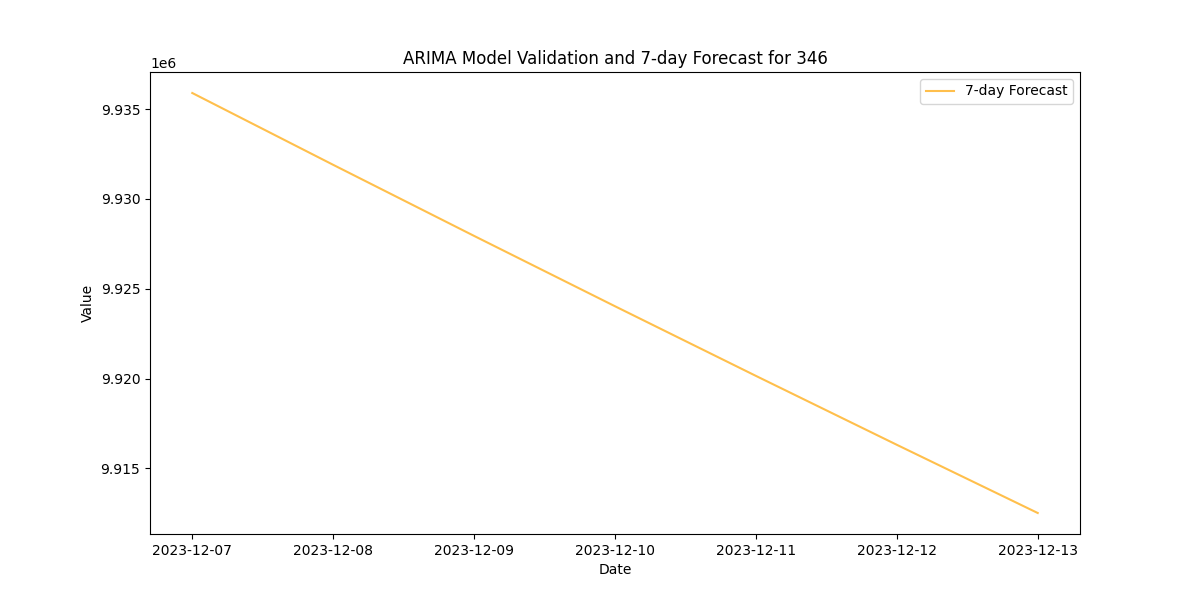 ARIMA Model Validation and 7-day Forecast for 346
1e6
7-day Forecast
9.935
9.930
9.925
9.920
9.915
Value
2023-12-07 2023-12-08 2023-12-09 2023-12-10 2023-12-11 2023-12-12 2023-12-13
Date